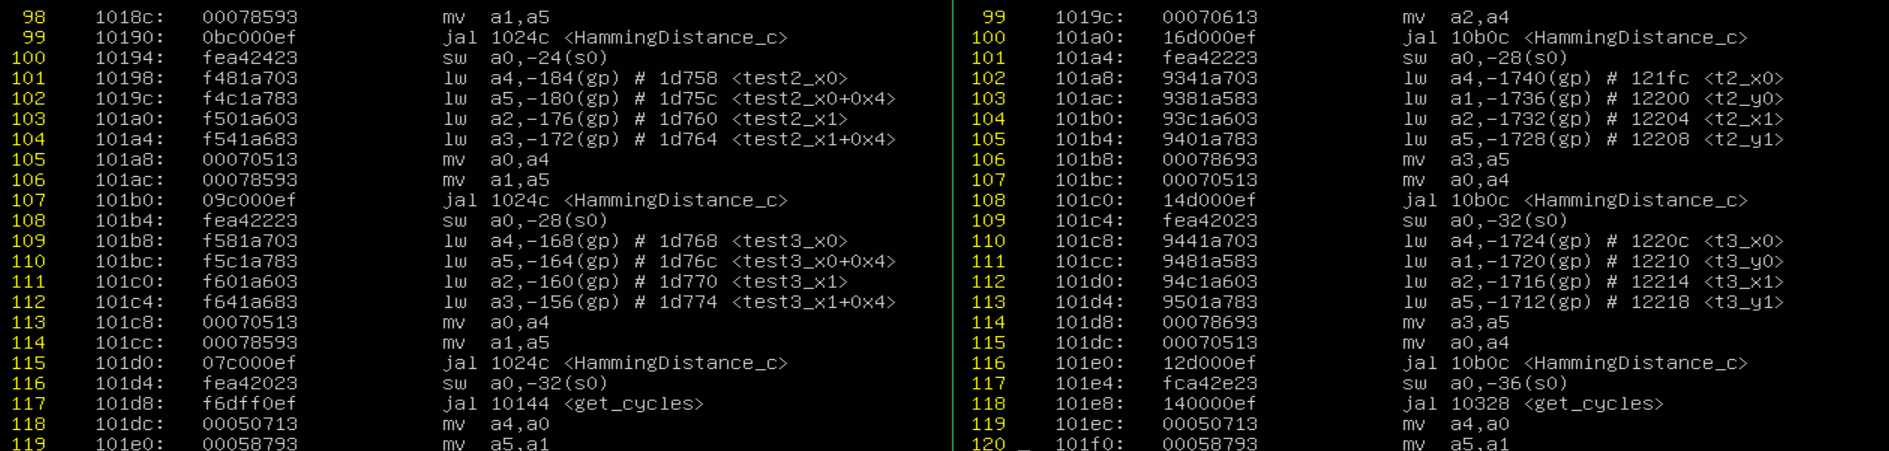 98 1018c: 00078593 mv a1,a5
99 10190: 0bc000ef jal 1024c <HammingDistance_c>
100 10194: fea42423 sw a0,-24(s0)
101 10198: f481a703 lw a4,-184(gp) # 1d758 <test2_x0>
102 1019c: f4c1a783 lw a5,-180(gp) # 1d75c <test2_x0+0x4>
103 101a0: f501a603 lw a2,-176(gp) # 1d760 <test2_x1>
104 101a4: f541a683 lw a3,-172(gp) # 1d764 <test2_x1+0x4>
105 101a8: 00070513 mv a0,a4
106 101ac: 00078593 mv a1,a5
107 101b0: 09c000ef jal 1024c <HammingDistance_c>
108 101b4: fea42223 sw a0,-28(s0)
109 101b8: f581a703 lw a4,-168(gp) # 1d768 <test3_x0>
110 101bc: f5c1a783 lw a5,-164(gp) # 1d76c <test3_x0+0x4>
111 101c0: f601a603 lw a2,-160(gp) # 1d770 <test3_x1>
112 101c4: f641a683 lw a3,-156(gp) # 1d774 <test3_x1+0x4>
113 101c8: 00070513 mv a0,a4
114 101cc: 00078593 mv a1,a5
115 101d0: 07c000ef jal 1024c <HammingDistance_c>
116 101d4: fea42023 sw a0,-32(s0)
117 101d8: f6dff0ef jal 10144 <get_cycles>
118 101dc: 00050713 mv a4,a0
119 101e0: 00058793 mv a5,a1
99 1019c: 00070613 mv a2,a4
100 101a0: 16d000ef jal 10b0c <HammingDistance_c>
101 101a4: fea42223 sw a0,-28(s0)
102 101a8: 9341a703 lw a4,-1740(gp) # 121fc <t2_x0>
103 101ac: 9381a583 lw a1,-1736(gp) # 12200 <t2_y0>
104 101b0: 93c1a603 lw a2,-1732(gp) # 12204 <t2_x1>
105 101b4: 9401a783 lw a5,-1728(gp) # 12208 <t2_y1>
106 101b8: 00078693 mv a3,a5
107 101bc: 00070513 mv a0,a4
108 101c0: 14d000ef jal 10b0c <HammingDistance_c>
109 101c4: fea42023 sw a0,-32(s0)
110 101c8: 9441a703 lw a4,-1724(gp) # 1220c <t3_x0>
111 101cc: 9481a583 lw a1,-1720(gp) # 12210 <t3_y0>
112 101d0: 94c1a603 lw a2,-1716(gp) # 12214 <t3_x1>
113 101d4: 9501a783 lw a5,-1712(gp) # 12218 <t3_y1>
114 101d8: 00078693 mv a3,a5
115 101dc: 00070513 mv a0,a4
116 101e0: 12d000ef jal 10b0c <HammingDistance_c>
117 101e4: fca42e23 sw a0,-36(s0)
118 101e8: 140000ef jal 10328 <get_cycles>
119 101ec: 00050713 mv a4,a0
120 101f0: 00058793 mv a5,a1